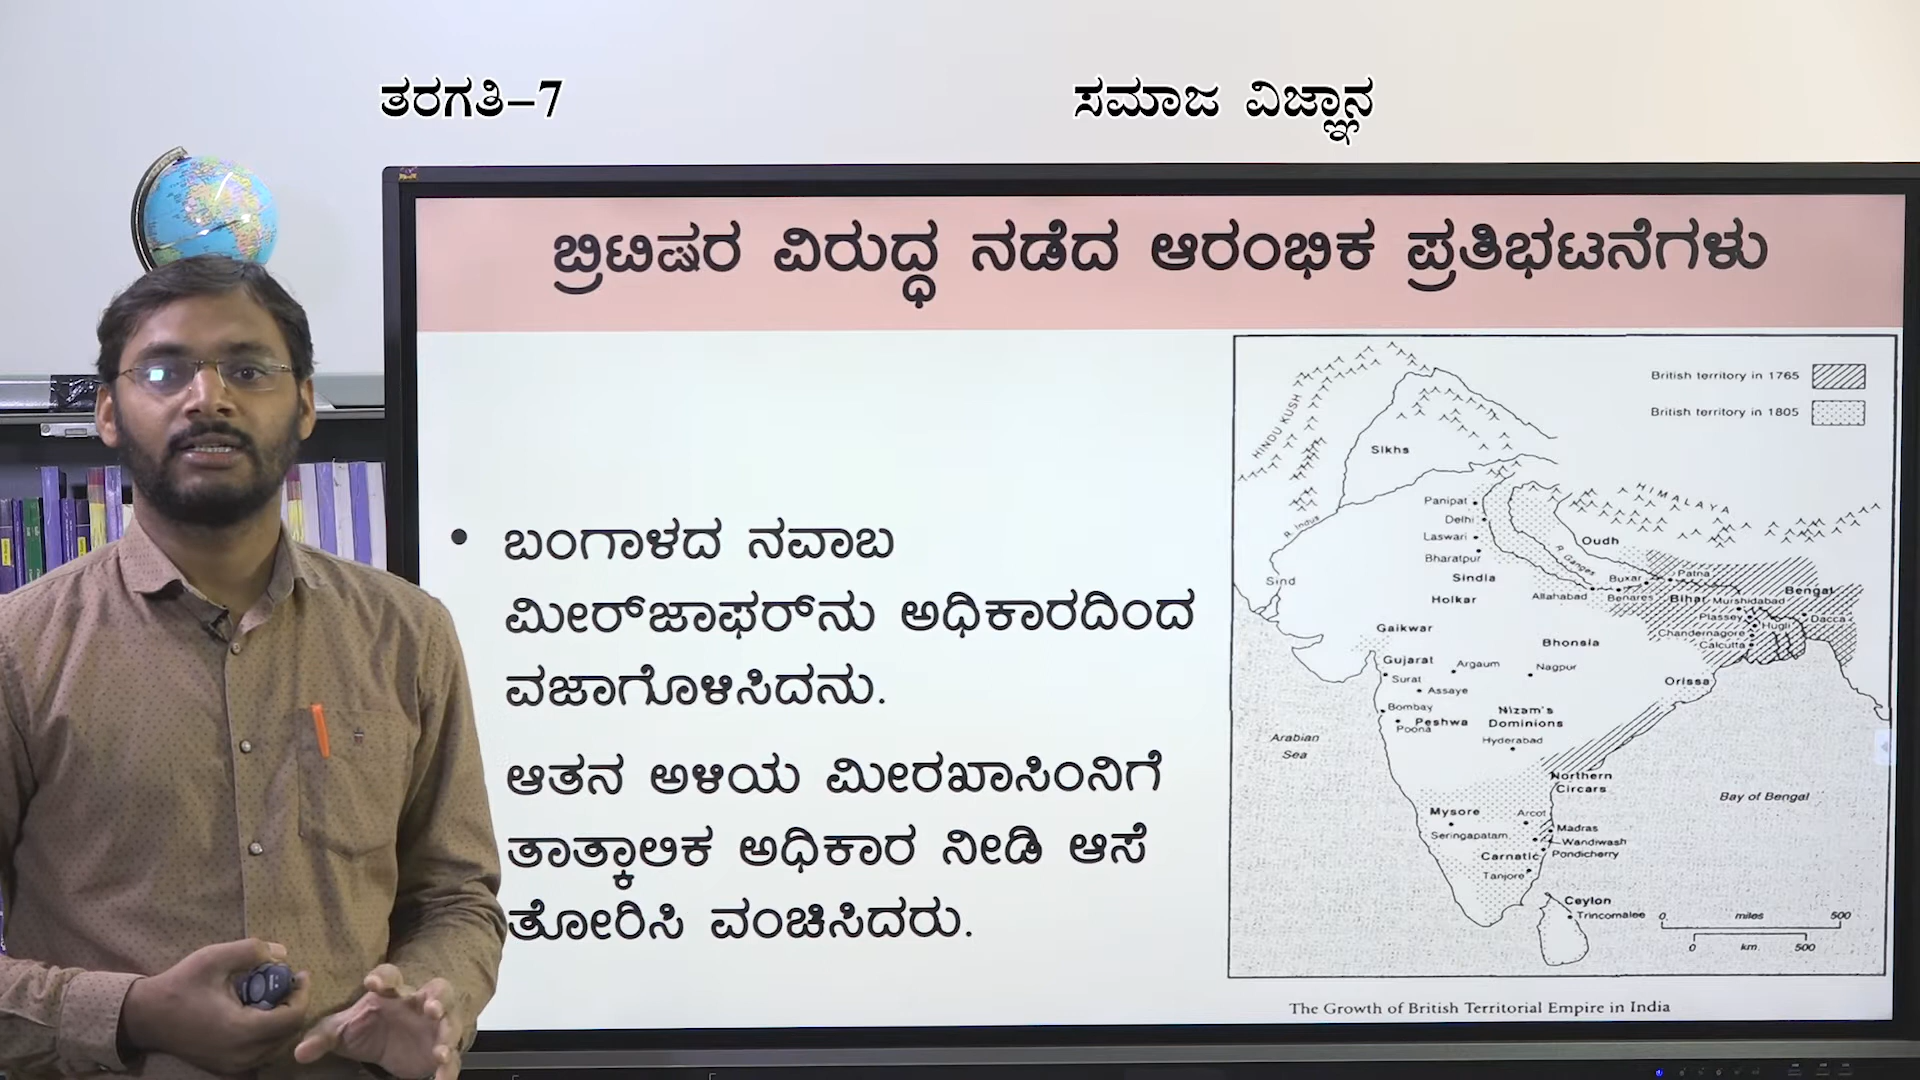 ತರಗತಿ–7
ಸಮಾಜ ವಿಜ್ಞಾನ
ಬ್ರಿಟಿಷರ ವಿರುದ್ಧ ನಡೆದ ಆರಂಭಿಕ ಪ್ರತಿಭಟನೆಗಳು
• ಬಂಗಾಳದ ನವಾಬ
ಮೀರ್‌ಜಾಫರ್‌ನು ಅಧಿಕಾರದಿಂದ
ವಜಾಗೊಳಿಸಿದನು.
ಆತನ ಅಳಿಯ ಮೀರಖಾಸಿಂನಿಗೆ
ತಾತ್ಕಾಲಿಕ ಅಧಿಕಾರ ನೀಡಿ ಆಸೆ
ತೋರಿಸಿ ವಂಚಿಸಿದರು.
British territory in 1765
British territory in 1805
HINDU KUSH
Sikhs
HIMALAYA
Panipat
Delhi
R. Indus
Laswari
Oudh
Bharatpur
R. Ganges
Sind
Sindia
Buxar
Patna
Holkar
Allahabad
Benares
Bihar
Murshidabad
Bengal
Plassey
Hugli
Dacca
Gaikwar
Chandernagore
Bhonsla
Calcutta
Gujarat
Argaum
Nagpur
Surat
Assaye
Orissa
Bombay
Poona
Peshwa
Nizam's
Dominions
Hyderabad
Arabian
Sea
Northern
Circars
Bay of Bengal
Mysore
Arcot
Seringapatam
Madras
Wandiwash
Carnatic
Pondicherry
Tanjore
Ceylon
Trincomalee
0 miles 500
0 km. 500
The Growth of British Territorial Empire in India